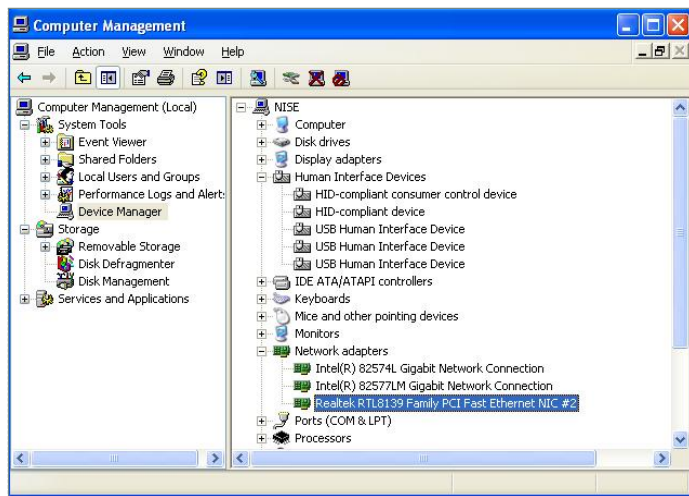 Computer Management
File Action View Window Help
Computer Management (Local)
System Tools
Event Viewer
Shared Folders
Local Users and Groups
Performance Logs and Alert:
Device Manager
Storage
Removable Storage
Disk Defragmenter
Disk Management
Services and Applications
NISE
Computer
Disk drives
Display adapters
Human Interface Devices
HID-compliant consumer control device
HID-compliant device
USB Human Interface Device
USB Human Interface Device
USB Human Interface Device
IDE ATA/ATAPI controllers
Keyboards
Mice and other pointing devices
Monitors
Network adapters
Intel(R) 82574L Gigabit Network Connection
Intel(R) 82577LM Gigabit Network Connection
Realtek RTL8139 Family PCI Fast Ethernet NIC #2
Ports (COM & LPT)
Processors